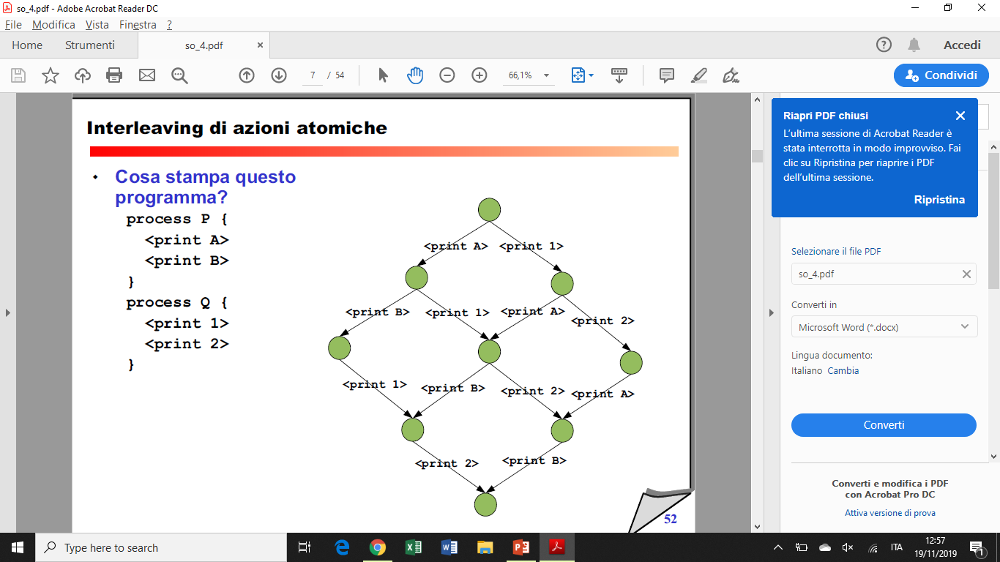 so_4.pdf - Adobe Acrobat Reader DC
File Modifica Vista Finestra ?
Home Strumenti so_4.pdf × Accedi
7 / 54 66,1% Condividi
Interleaving di azioni atomiche
Cosa stampa questo
programma?
process P {
<print A>
<print B>
}
process Q {
<print 1>
<print 2>
}
<print A> <print 1>
<print B> <print 1> <print A> <print 2>
<print 1> <print B> <print 2> <print A>
<print 2> <print B>
52
Riapri PDF chiusi
L'ultima sessione di Acrobat Reader è
stata interrotta in modo improvviso. Fai
clic su Ripristina per riaprire i PDF
dell'ultima sessione.
Ripristina
Selezionare il file PDF
so_4.pdf
Converti in
Microsoft Word (*.docx)
Lingua documento:
Italiano Cambia
Converti
Converti e modifica i PDF
con Acrobat Pro DC
Attiva versione di prova
Type here to search
ITA
12:57
19/11/2019
1